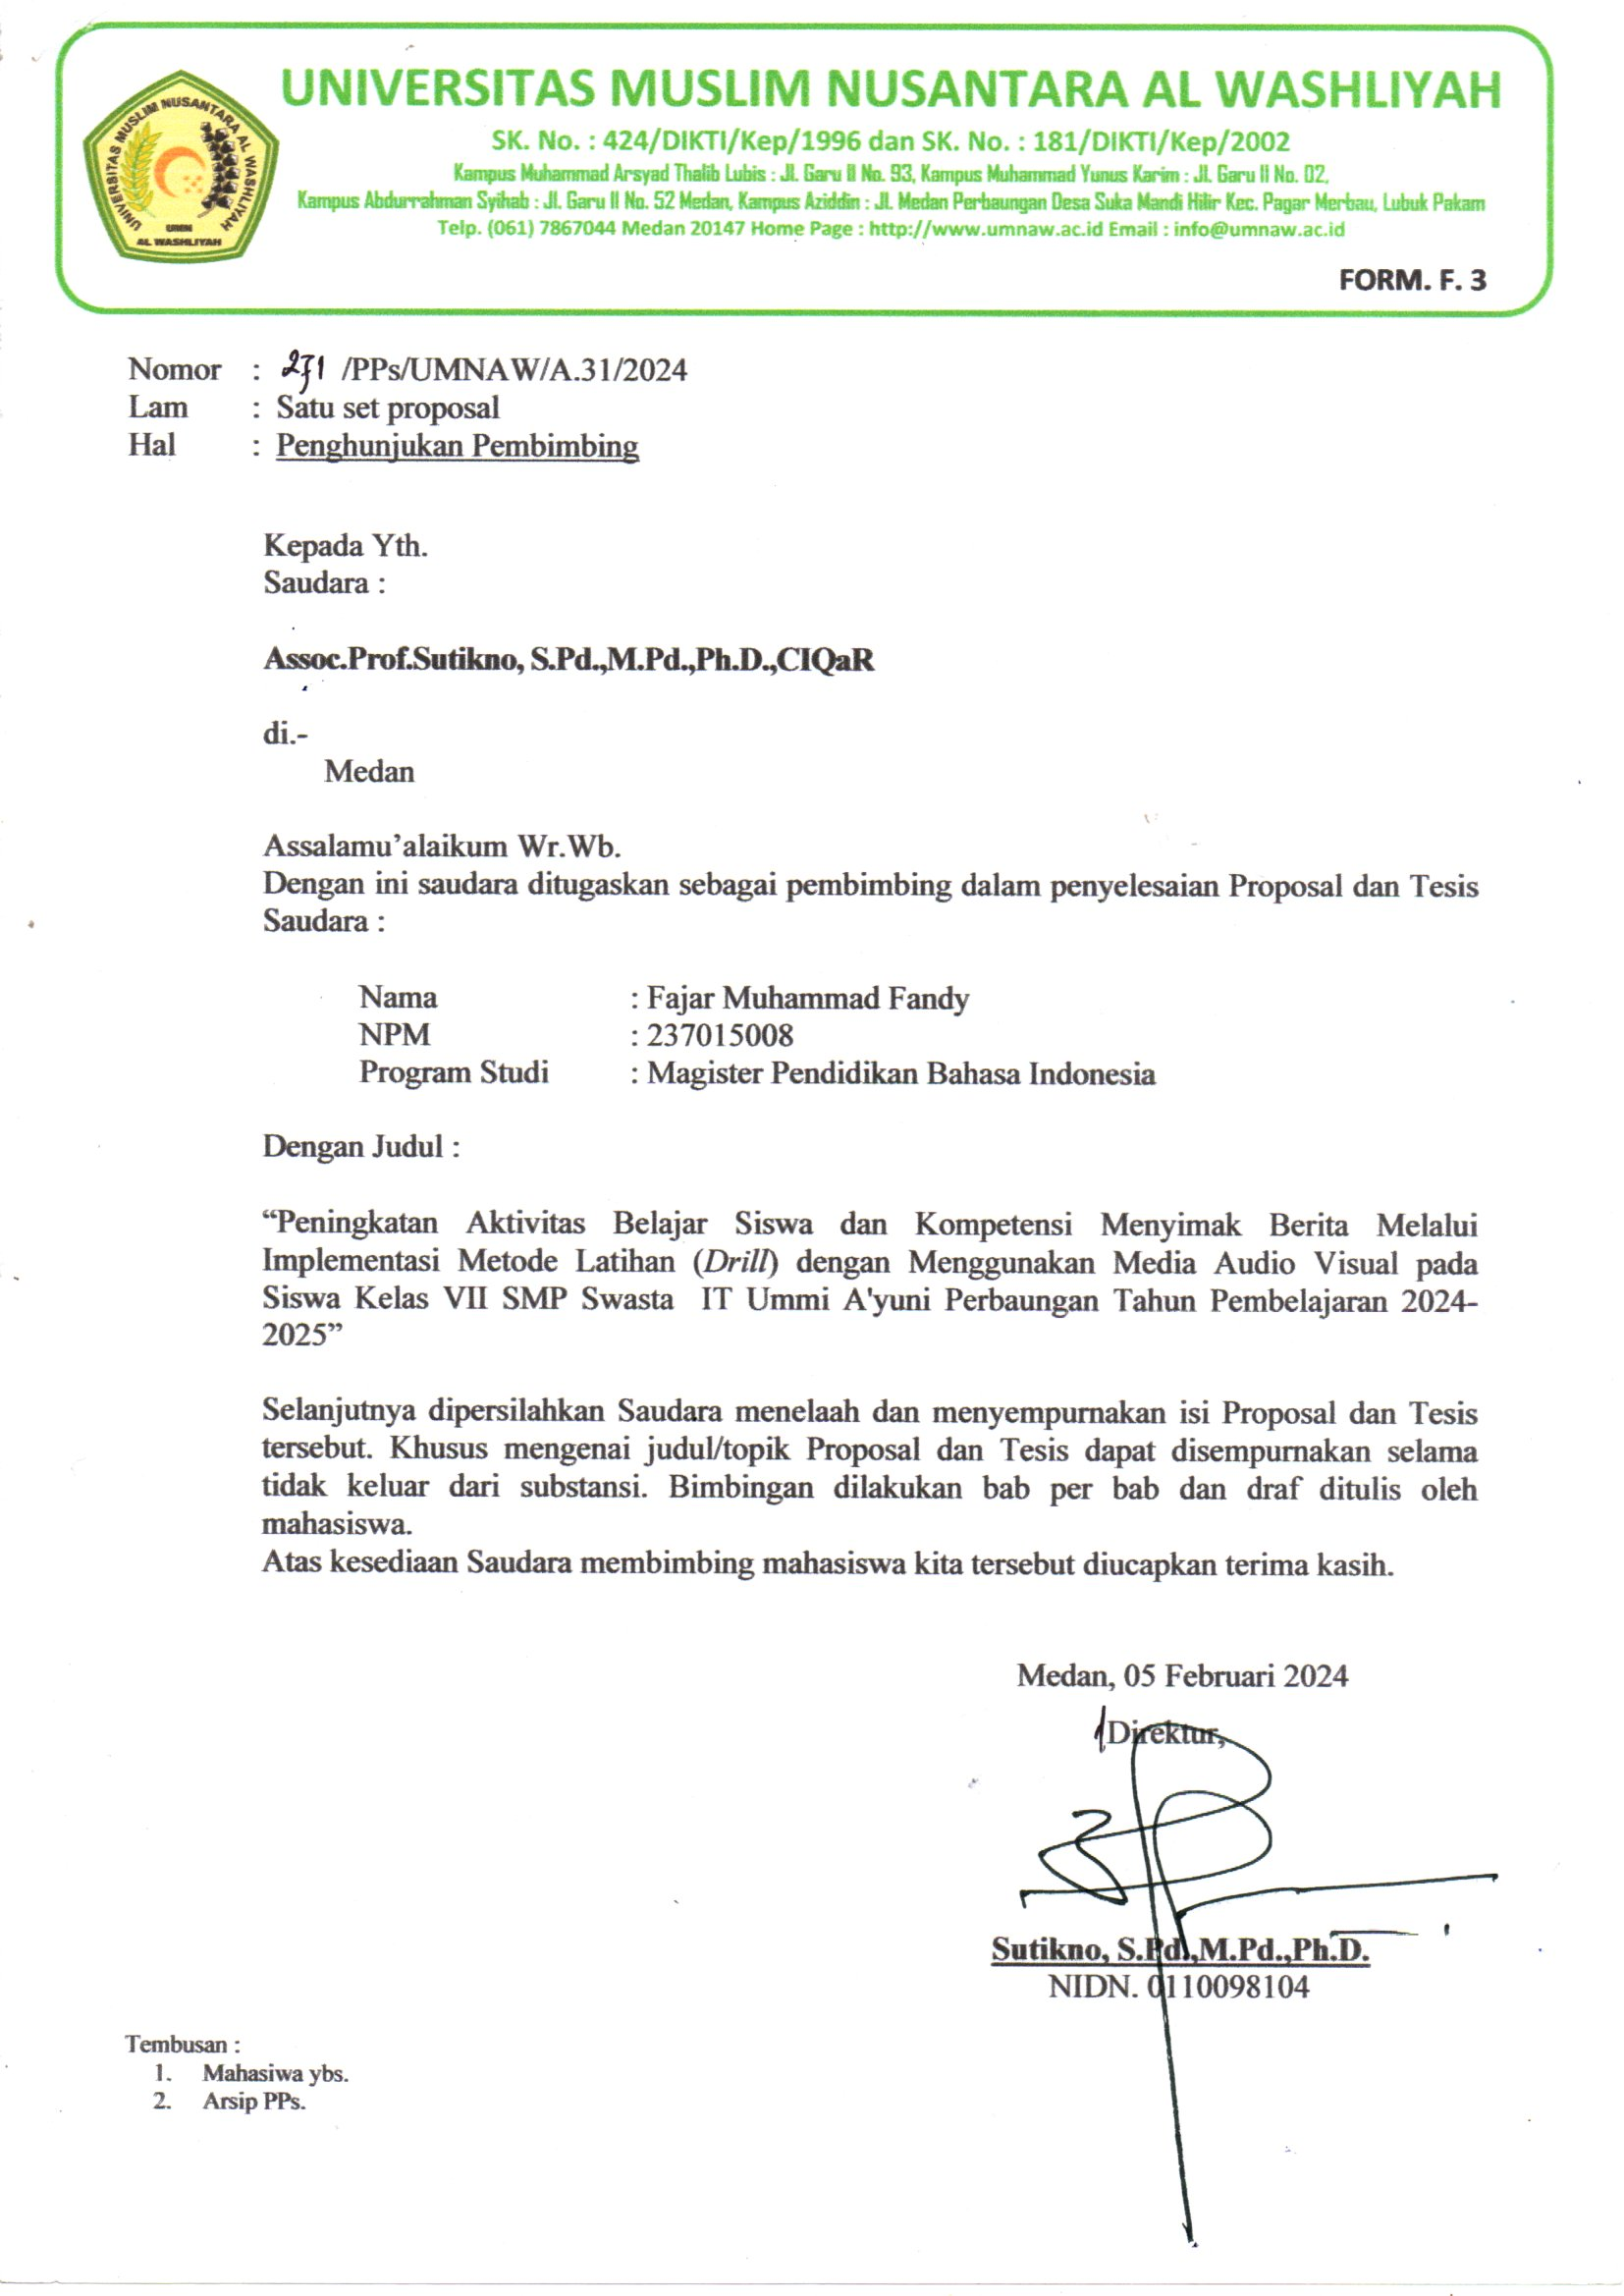 UNIVERSITAS MUSLIM NUSANTARA AL WASHLIYAH
SK. No. : 424/DIKTI/Kep/1996 dan SK. No. : 181/DIKTI/Kep/2002
Kampus Muhammad Arsyad Thalib Lubis : Jl. Garu II No. 93, Kampus Muhammad Yunus Karim : Jl. Garu II No. 02,
Kampus Abdurrahman Syihab : Jl. Garu II No. 52 Medan, Kampus Aziddin : Jl. Medan Perbaungan Desa Suka Mandi Hilir Kec. Pagar Merbau, Lubuk Pakam
Telp. (061) 7867044 Medan 20147 Home Page : http://www.umnaw.ac.id Email : info@umnaw.ac.id
UNIVERSITAS MUSLIM NUSANTARA AL WASHLIYAH
UMN
AL WASHLIYAH
FORM. F. 3
Nomor : 271 /PPs/UMNAW/A.31/2024
Lam : Satu set proposal
Hal : Penghunjukan Pembimbing
Kepada Yth.
Saudara :
Assoc.Prof.Sutikno, S.Pd.,M.Pd.,Ph.D.,CIQaR
di.-
Medan
Assalamu’alaikum Wr.Wb.
Dengan ini saudara ditugaskan sebagai pembimbing dalam penyelesaian Proposal dan Tesis
Saudara :
Nama : Fajar Muhammad Fandy
NPM : 237015008
Program Studi : Magister Pendidikan Bahasa Indonesia
Dengan Judul :
“Peningkatan Aktivitas Belajar Siswa dan Kompetensi Menyimak Berita Melalui
Implementasi Metode Latihan (Drill) dengan Menggunakan Media Audio Visual pada
Siswa Kelas VII SMP Swasta IT Ummi A'yuni Perbaungan Tahun Pembelajaran 2024-
2025”
Selanjutnya dipersilahkan Saudara menelaah dan menyempurnakan isi Proposal dan Tesis
tersebut. Khusus mengenai judul/topik Proposal dan Tesis dapat disempurnakan selama
tidak keluar dari substansi. Bimbingan dilakukan bab per bab dan draf ditulis oleh
mahasiswa.
Atas kesediaan Saudara membimbing mahasiswa kita tersebut diucapkan terima kasih.
Medan, 05 Februari 2024
Direktur,
Sutikno, S.Pd.,M.Pd.,Ph.D.
NIDN. 0110098104
Tembusan :
1. Mahasiwa ybs.
2. Arsip PPs.